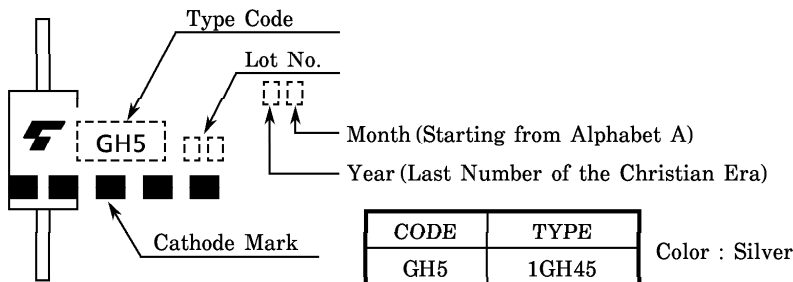 Type Code
Lot No.
GH5
Month (Starting from Alphabet A)
Year (Last Number of the Christian Era)
Cathode Mark
CODE TYPE
GH5 1GH45
Color : Silver